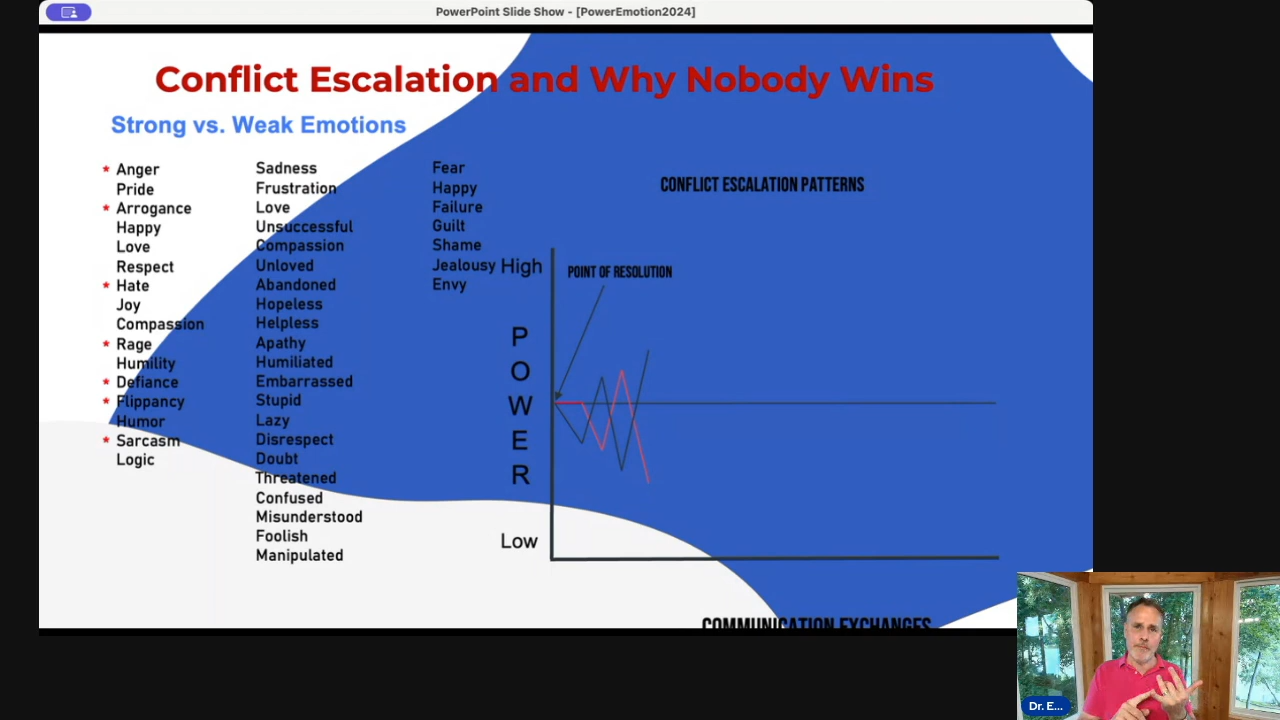 PowerPoint Slide Show - [PowerEmotion2024]
Conflict Escalation and Why Nobody Wins
Strong vs. Weak Emotions
* Anger
Pride
* Arrogance
Happy
Love
Respect
* Hate
Joy
Compassion
* Rage
Humility
* Defiance
* Flippancy
Humor
* Sarcasm
Logic
Sadness
Frustration
Love
Unsuccessful
Compassion
Unloved
Abandoned
Hopeless
Helpless
Apathy
Humiliated
Embarrassed
Stupid
Lazy
Disrespect
Doubt
Threatened
Confused
Misunderstood
Foolish
Manipulated
Fear
Happy
Failure
Guilt
Shame
Jealousy
Envy
CONFLICT ESCALATION PATTERNS
High
POINT OF RESOLUTION
P
O
W
E
R
Low
COMMUNICATION EXCHANGES
Dr. E...